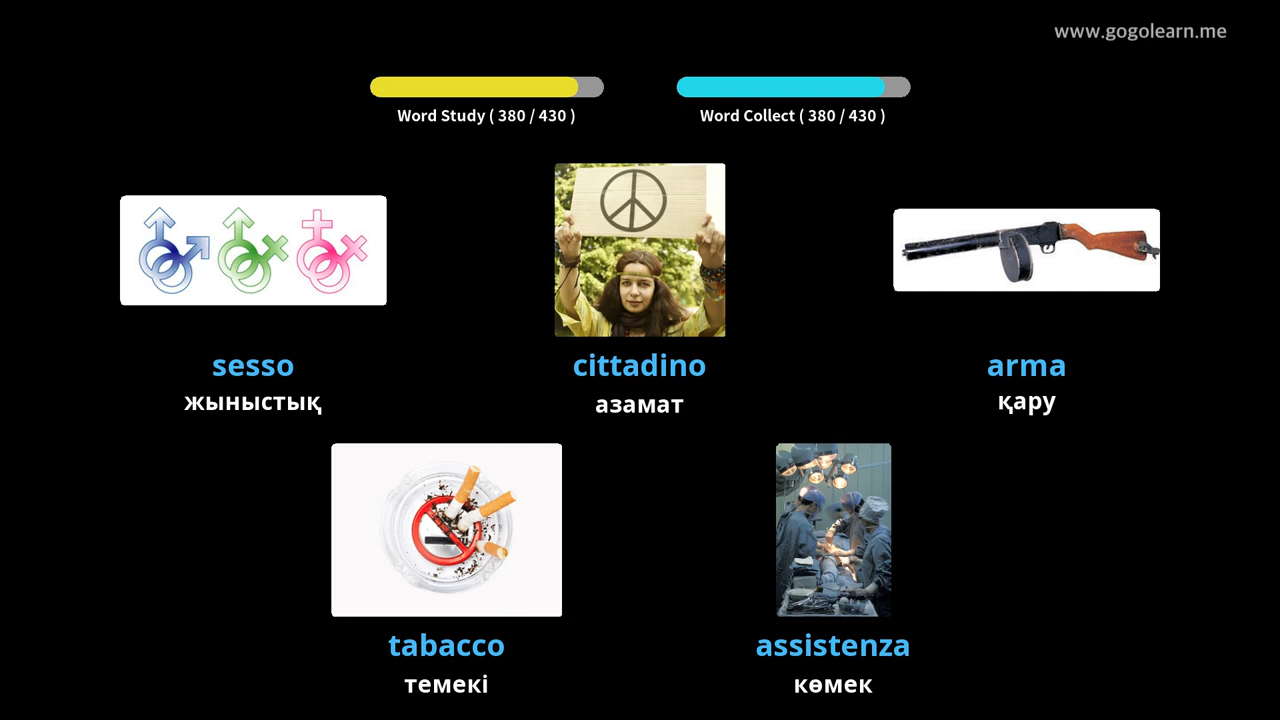 www.gogolearn.me
Word Study ( 380 / 430 )
Word Collect ( 380 / 430 )
sesso
жыныстық
cittadino
азамат
arma
қару
tabacco
темекі
assistenza
көмек